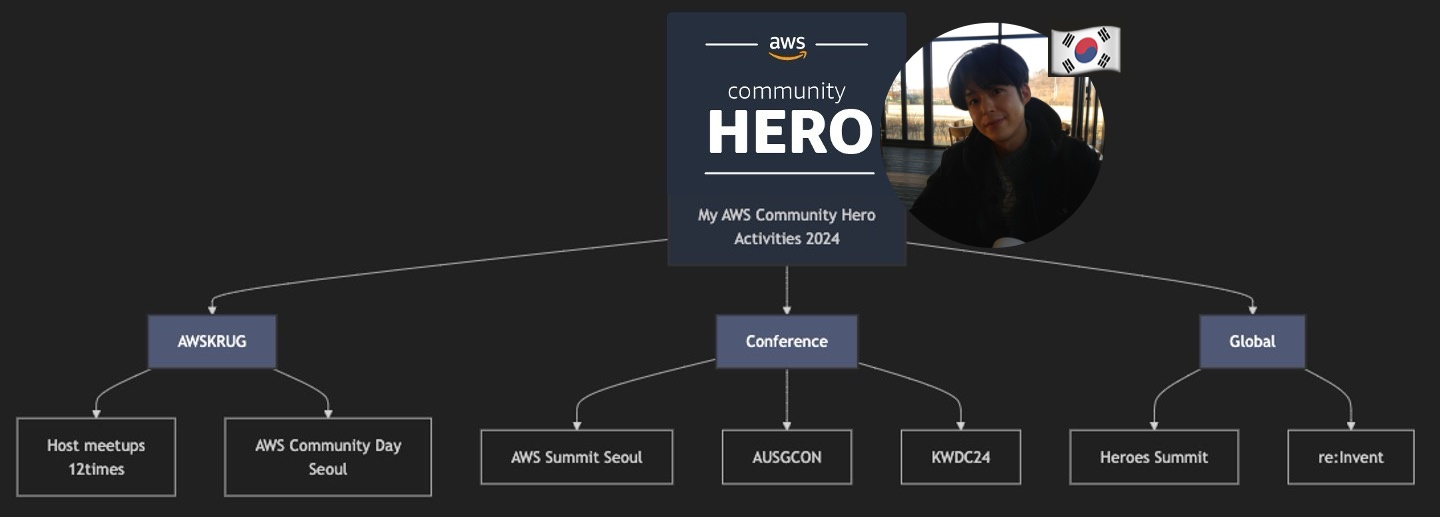 aws
community
HERO
My AWS Community Hero
Activities 2024
AWSKRUG
Conference
Global
Host meetups
12times
AWS Community Day
Seoul
AWS Summit Seoul
AUSGCON
KWDC24
Heroes Summit
re:Invent